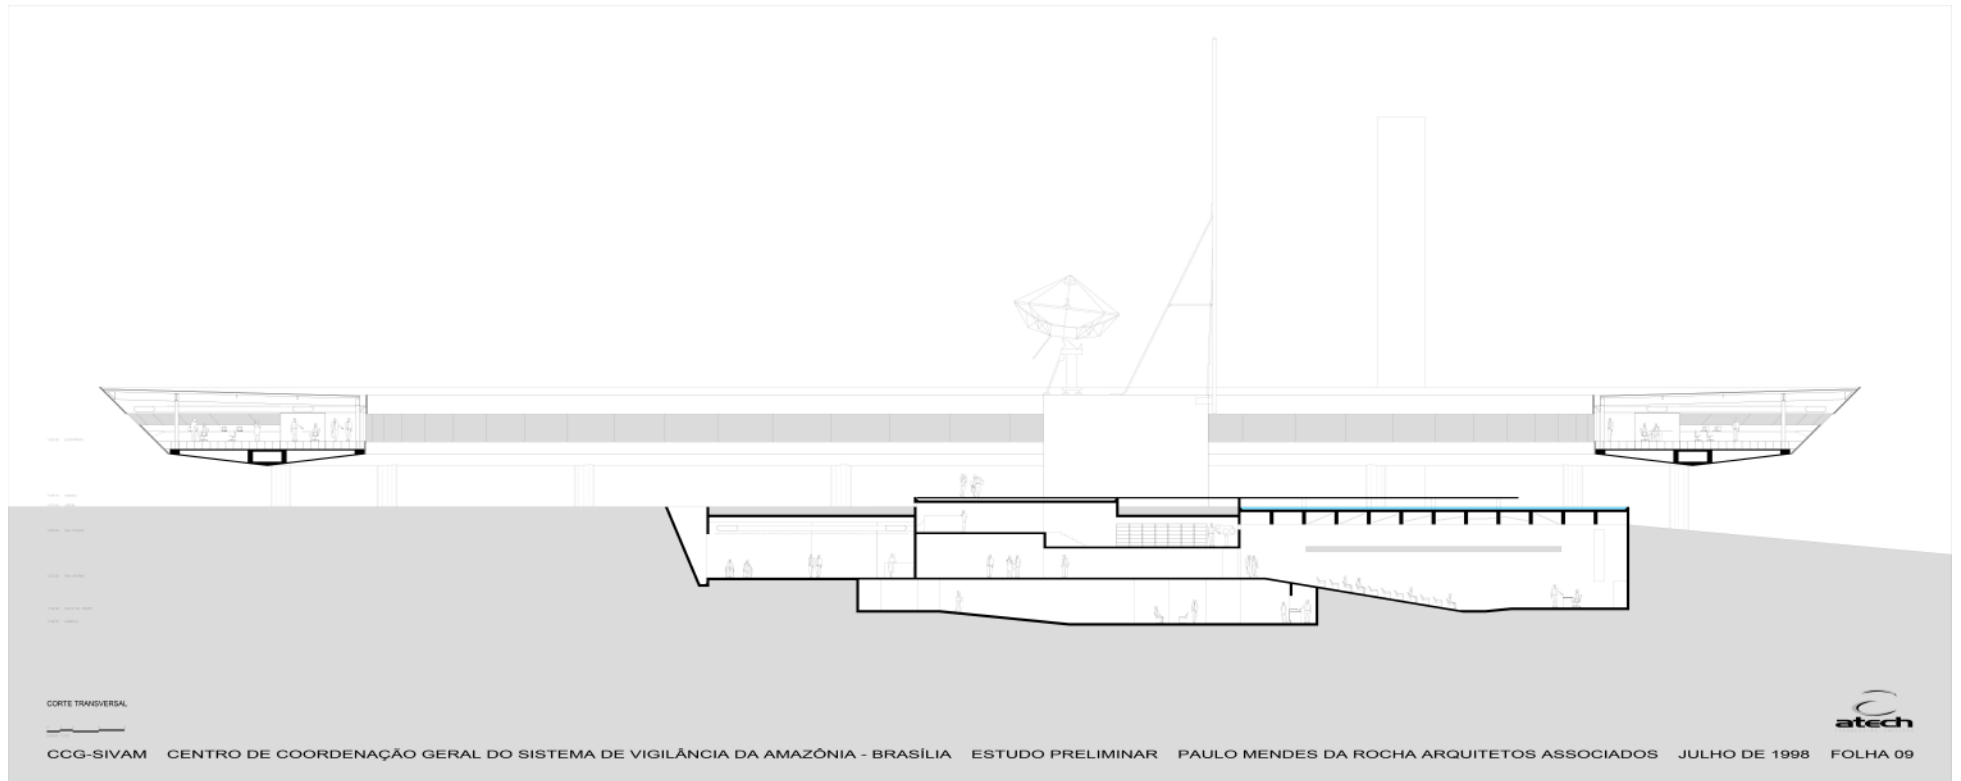 CORTE TRANSVERSAL
atech
CCG-SIVAM CENTRO DE COORDENAÇÃO GERAL DO SISTEMA DE VIGILÂNCIA DA AMAZÔNIA - BRASÍLIA ESTUDO PRELIMINAR PAULO MENDES DA ROCHA ARQUITETOS ASSOCIADOS JULHO DE 1998 FOLHA 09